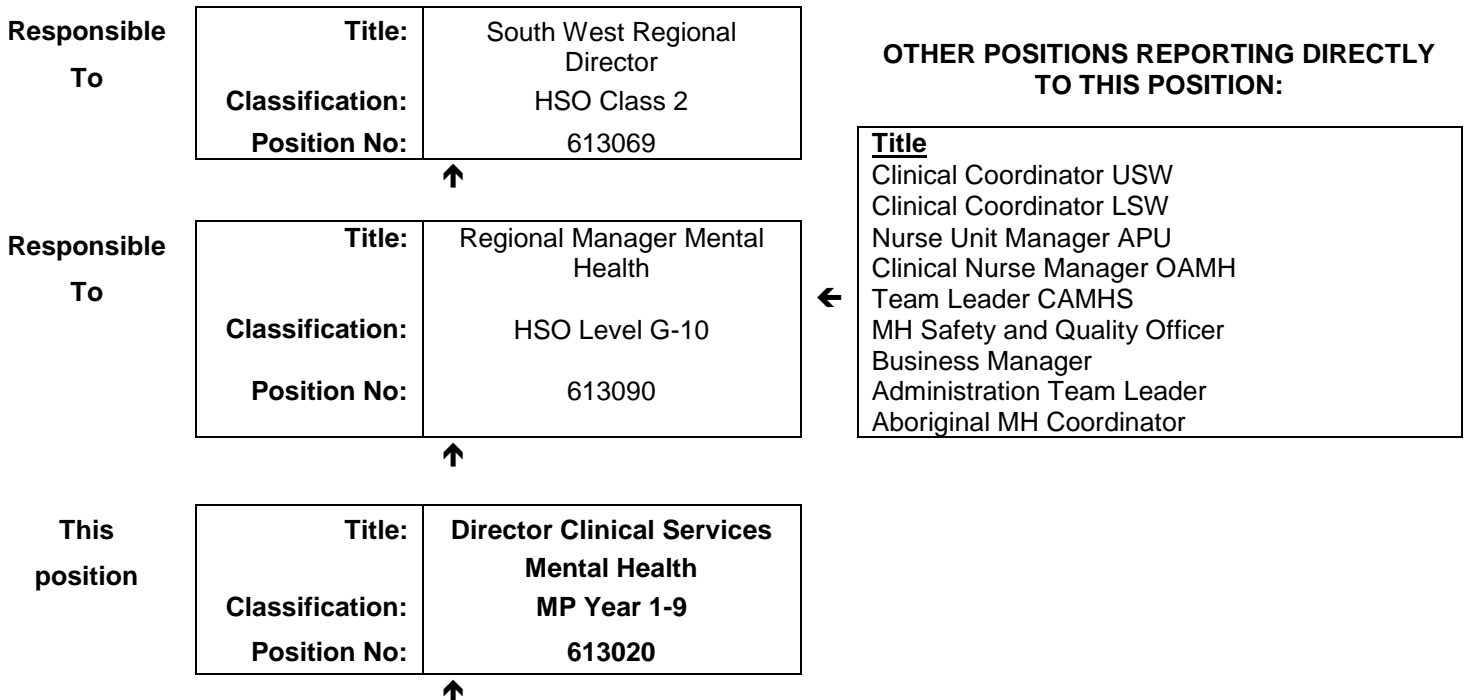 Responsible
To
Title: South West Regional
Director
Classification: HSO Class 2
Position No: 613069
OTHER POSITIONS REPORTING DIRECTLY
TO THIS POSITION:
Responsible
To
Title: Regional Manager Mental
Health
Classification: HSO Level G-10
Position No: 613090
Title
Clinical Coordinator USW
Clinical Coordinator LSW
Nurse Unit Manager APU
Clinical Nurse Manager OAMH
Team Leader CAMHS
MH Safety and Quality Officer
Business Manager
Administration Team Leader
Aboriginal MH Coordinator
This
position
Title: Director Clinical Services
Mental Health
Classification: MP Year 1-9
Position No: 613020